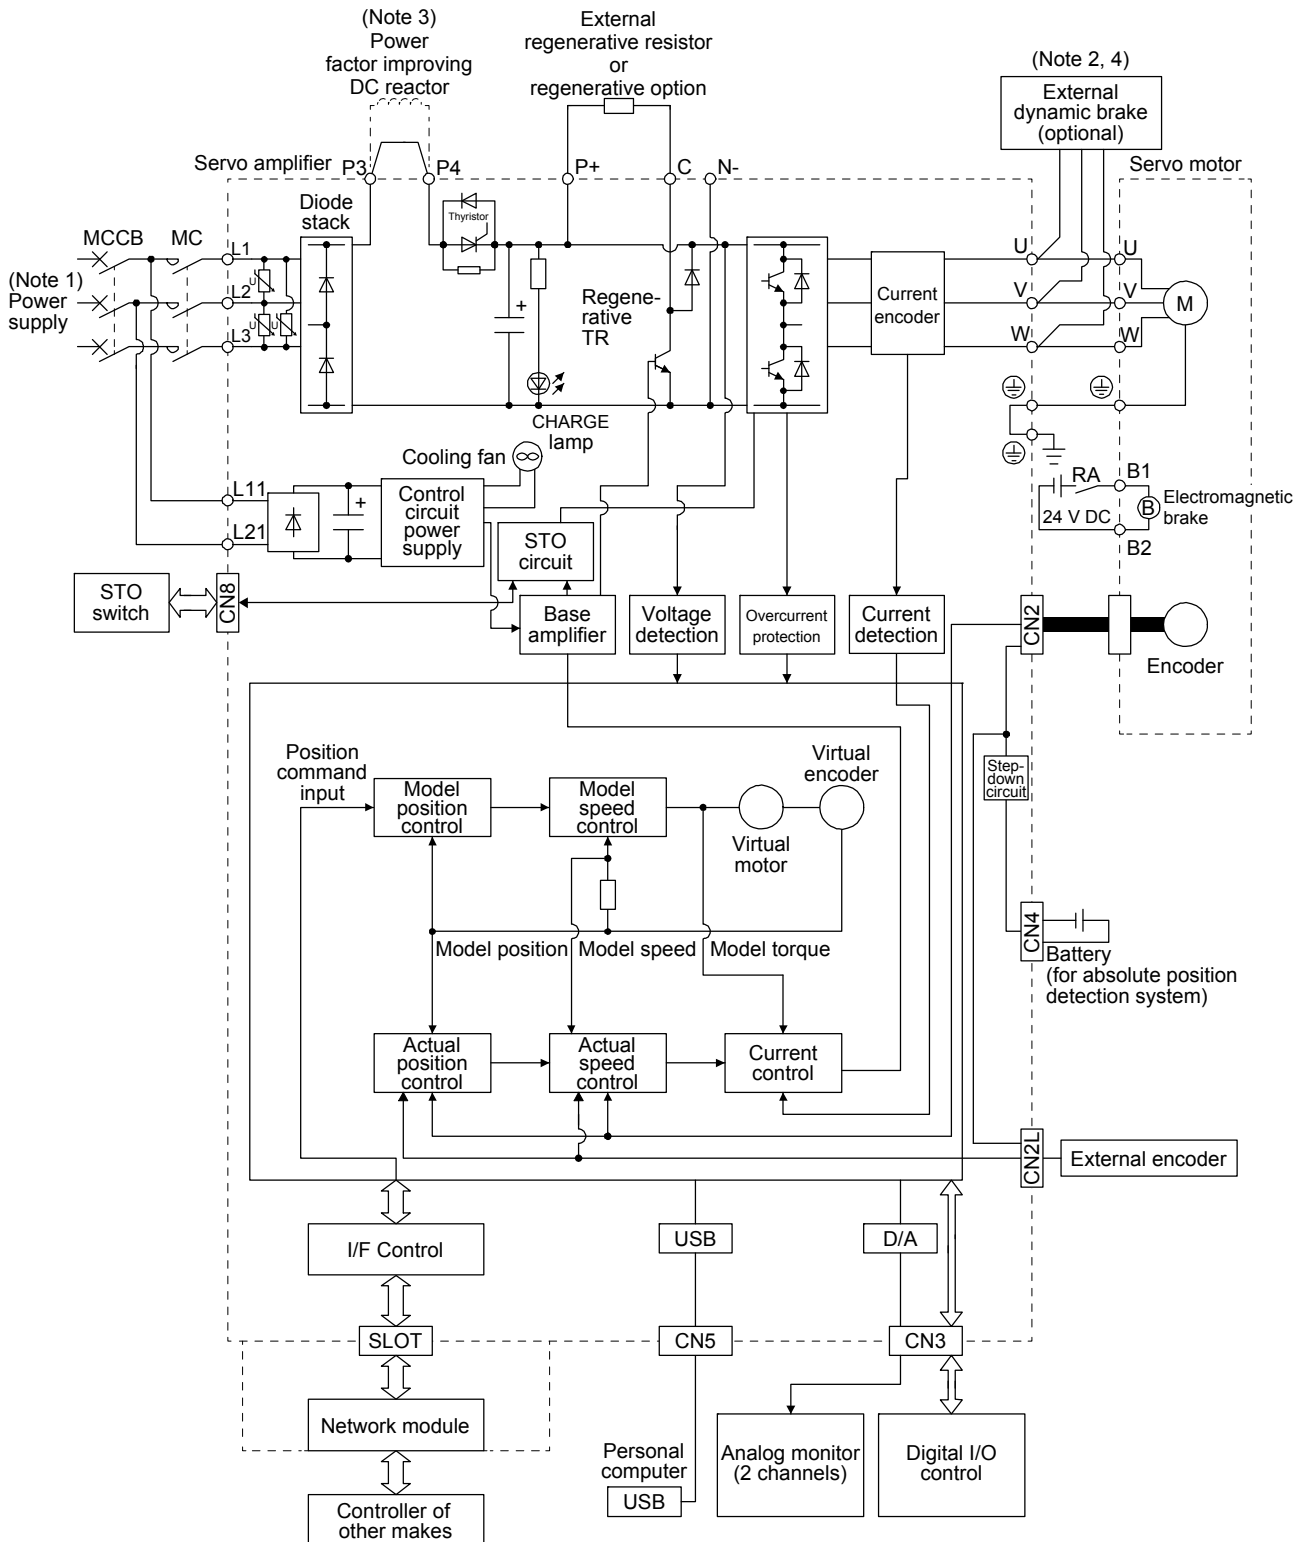 (Note 3)
Power
factor improving
DC reactor
External
regenerative resistor
or
regenerative option
(Note 2, 4)
External
dynamic brake
(optional)
Servo amplifier
P3
P4
P+
C
N-
Servo motor
Diode
stack
Thyristor
MCCB
MC
L1
(Note 1)
Power
supply
L2
L3
U
U
U
+
Regene-
rative
TR
Current
encoder
U
V
W
U
V
W
M
CHARGE
lamp
Cooling fan
L11
L21
+
Control
circuit
power
supply
STO
circuit
RA
24 V DC
B1
B
B2
Electromagnetic
brake
STO
switch
CN8
Base
amplifier
Voltage
detection
Overcurrent
protection
Current
detection
CN2
Encoder
Position
command
input
Model
position
control
Model
speed
control
Virtual
motor
Virtual
encoder
Step-
down
circuit
Model position
Model speed
Model torque
CN4
Battery
(for absolute position
detection system)
Actual
position
control
Actual
speed
control
Current
control
CN2L
External encoder
I/F Control
USB
D/A
SLOT
CN5
CN3
Network module
Personal
computer
USB
Analog monitor
(2 channels)
Digital I/O
control
Controller of
other makes